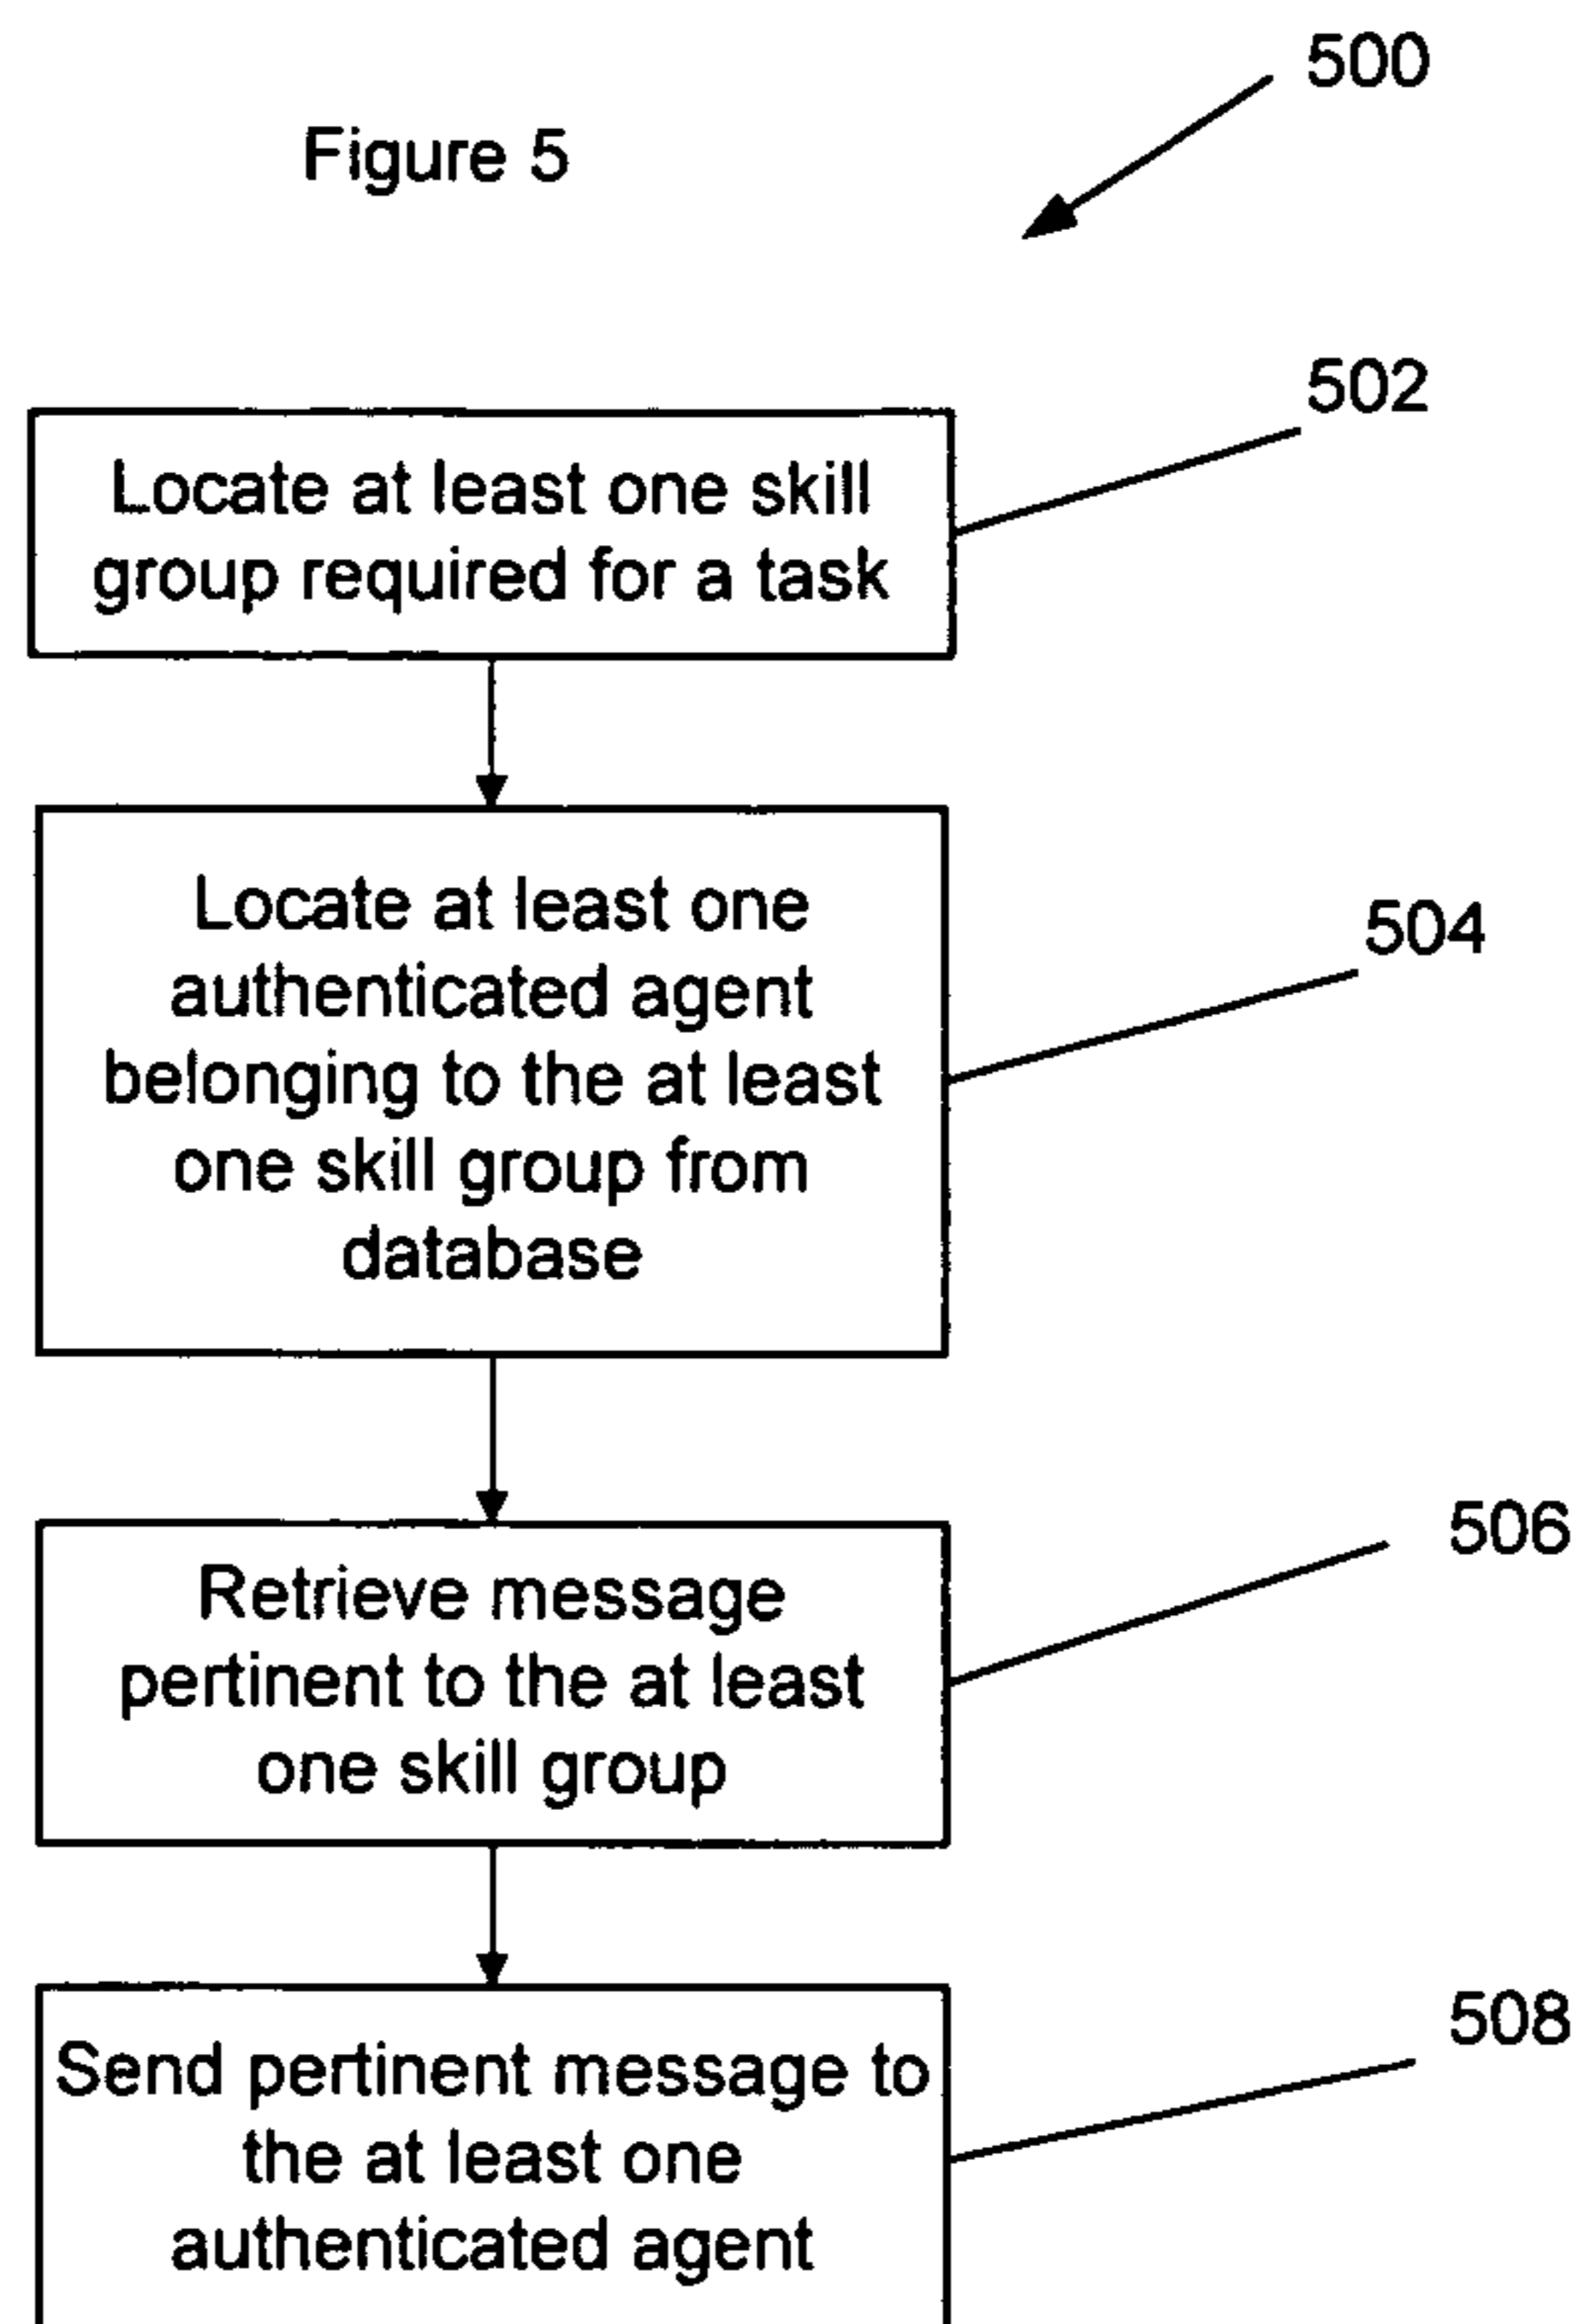 500
Figure 5
502
Locate at least one skill
group required for a task
504
Locate at least one
authenticated agent
belonging to the at least
one skill group from
database
506
Retrieve message
pertinent to the at least
one skill group
508
Send pertinent message to
the at least one
authenticated agent